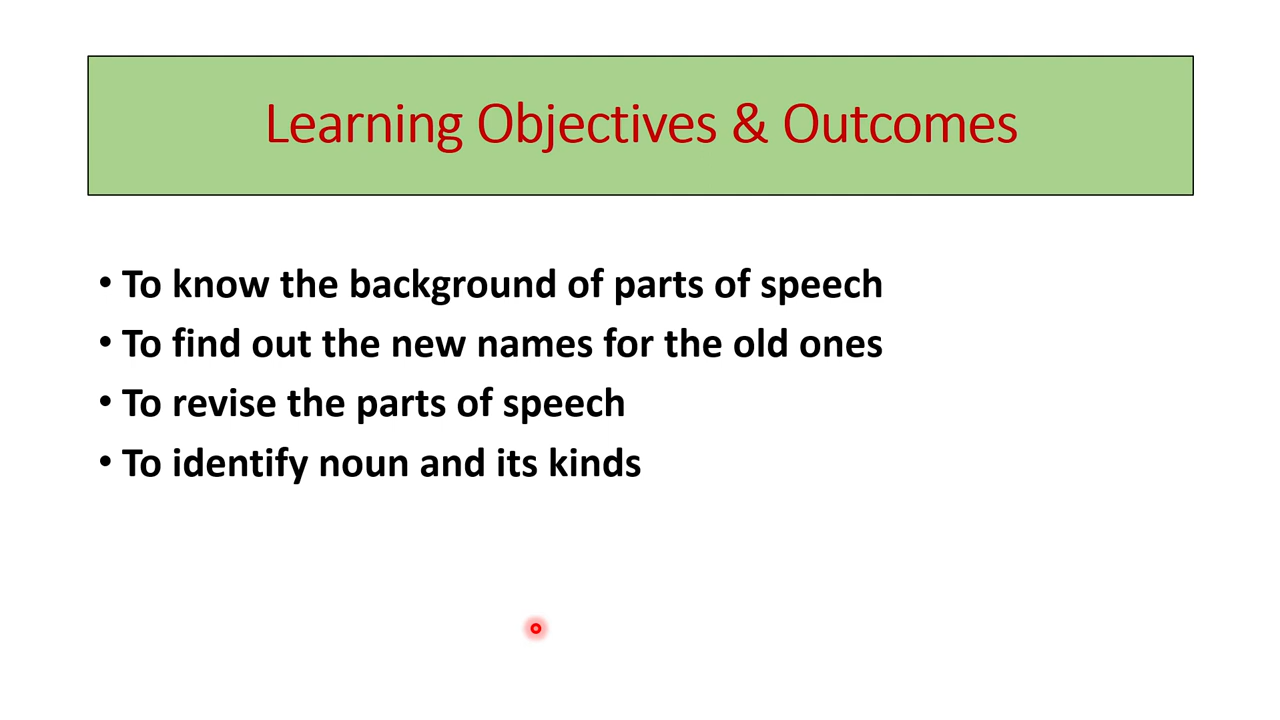 Learning Objectives & Outcomes
• To know the background of parts of speech
• To find out the new names for the old ones
• To revise the parts of speech
• To identify noun and its kinds